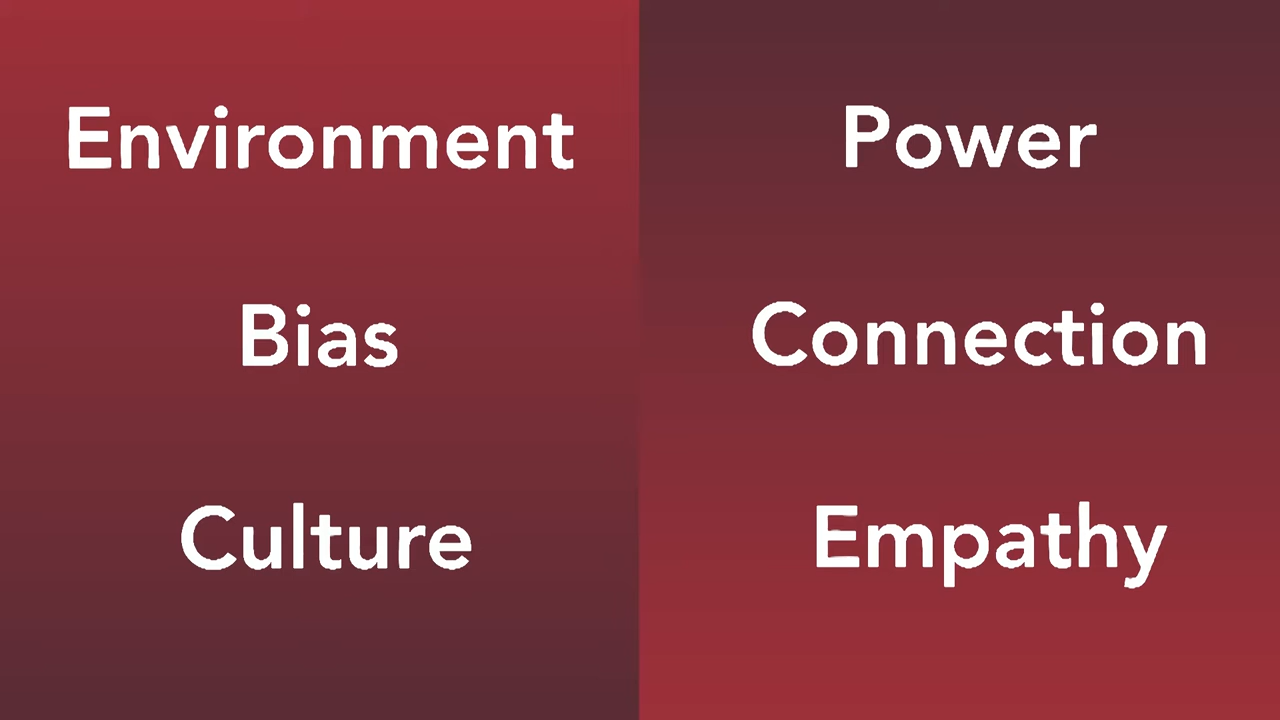 Environment
Bias
Culture
Power
Connection
Empathy